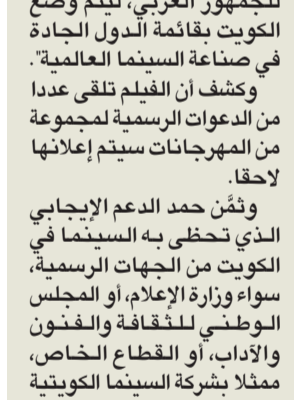 للجمهور العربي، ليتم وضع
الكويت بقائمة الدول الجادة
في صناعة السينما العالمية".
وكشف أن الفيلم تلقى عددا
من الدعوات الرسمية لمجموعة
من المهرجانات سيتم إعلانها
لاحقا.
وثمَّن حمد الدعم الإيجابي
الذي تحظى به السينما في
الكويت من الجهات الرسمية،
سواء وزارة الإعلام، أو المجلس
الوطني للثقافة والفنون
والآداب، أو القطاع الخاص،
ممثلا بشركة السينما الكويتية